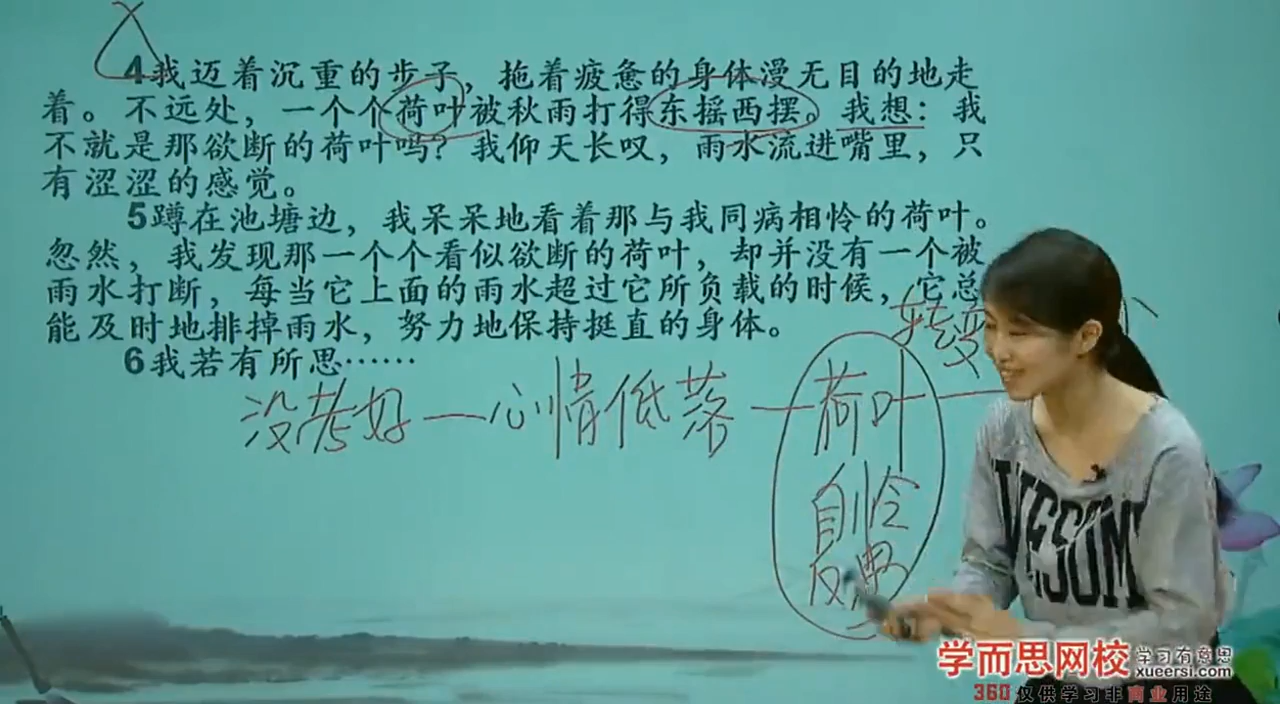 4我迈着沉重的步子，拖着疲惫的身体漫无目的地走
着。不远处，一个个荷叶被秋雨打得东摇西摆。我想：我
不就是那欲断的荷叶吗？我仰天长叹，雨水流进嘴里，只
有涩涩的感觉。
5蹲在池塘边，我呆呆地看着那与我同病相怜的荷叶。
忽然，我发现那一个个看似欲断的荷叶，却并没有一个被
雨水打断，每当它上面的雨水超过它所负载的时候，它总
能及时地排掉雨水，努力地保持挺直的身体。
6我若有所思……
转变
没考好—心情低落—荷叶—
自怜
AWESOM
学而思网校 学习有意思
xueersi.com
360仅供学习非商业用途